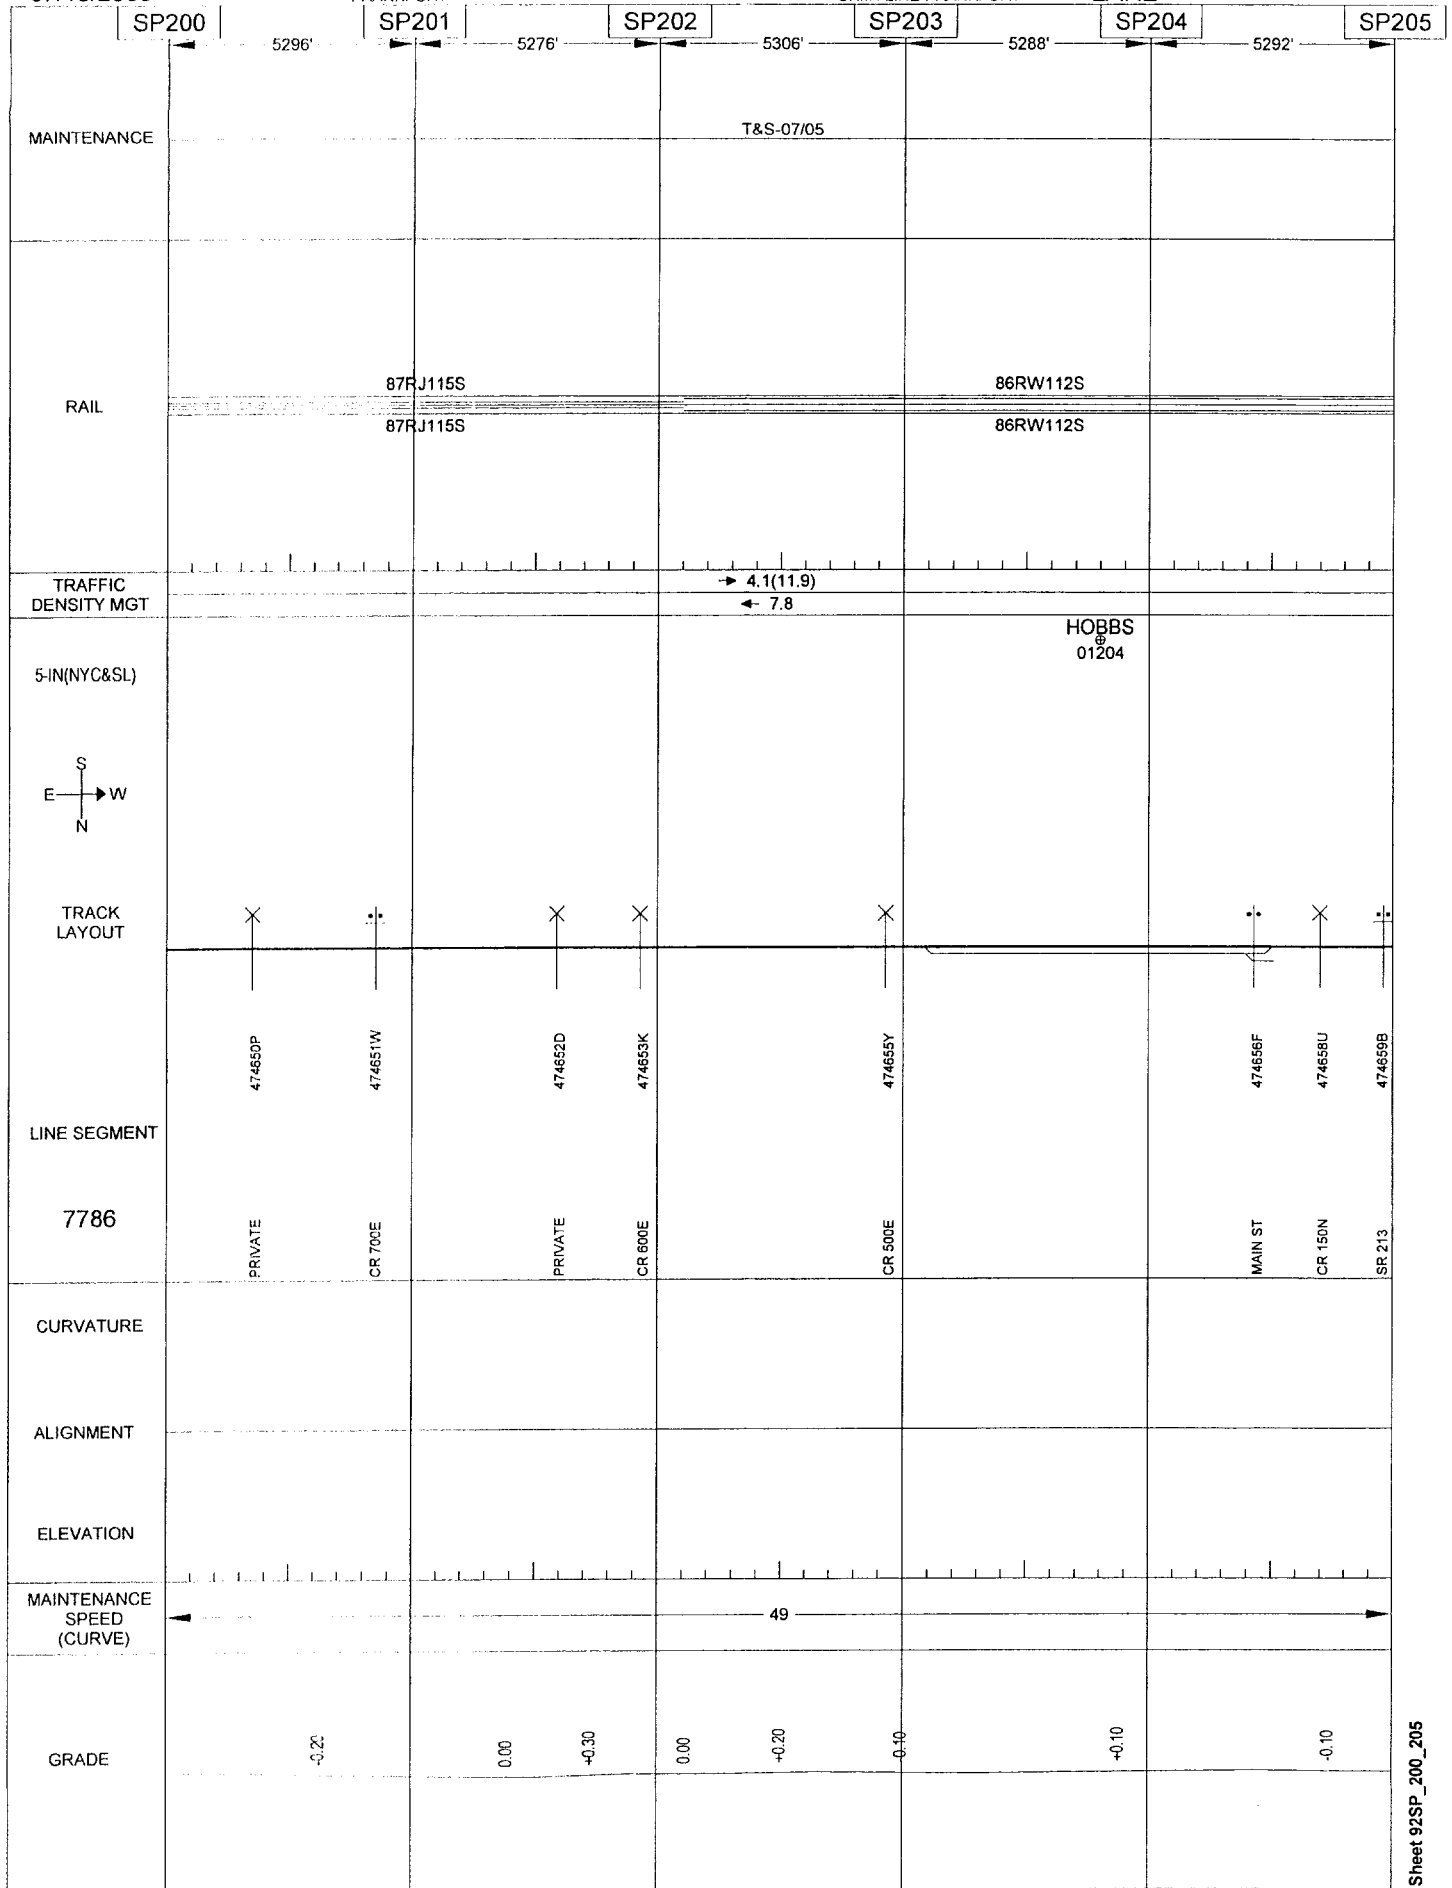 SP200 SP201 SP202 SP203 SP204 SP205
5296' 5276' 5306' 5288' 5292'
MAINTENANCE
T&S-07/05
RAIL
87RJ115S 86RW112S
87RJ115S 86RW112S
TRAFFIC
DENSITY MGT
4.1(11.9)
7.8
HOBBS
01204
5-IN(NYC&SL)
S
E W
N
TRACK
LAYOUT
474650P 474651W 474652D 474653K 474655Y 474656F 474658U 474659B
LINE SEGMENT
7786
PRIVATE CR 700E PRIVATE CR 600E CR 500E MAIN ST CR 150N SR 213
CURVATURE
ALIGNMENT
ELEVATION
MAINTENANCE
SPEED
(CURVE)
49
GRADE
-0.20 0.00 +0.30 0.00 +0.20 -0.10 +0.10 -0.10
Sheet 92SP_200_205